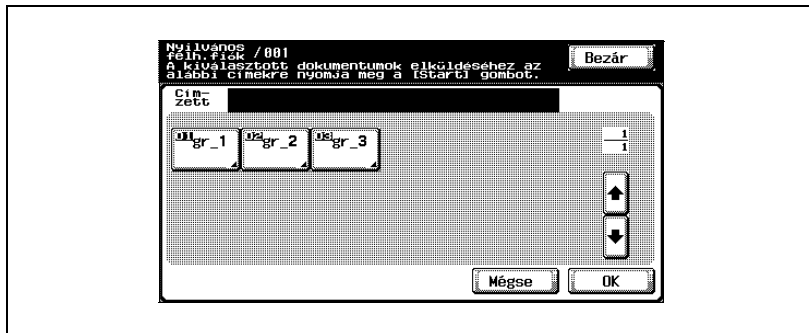 Nyilvános
félh.fiók /001
A kiválasztott dokumentumok elküldéséhez az
alábbi címekre nyomja meg a [Start] gombot.
Bezár
Cím-
zett
01 gr_1 02 gr_2 03 gr_3
1
1
Mégse OK